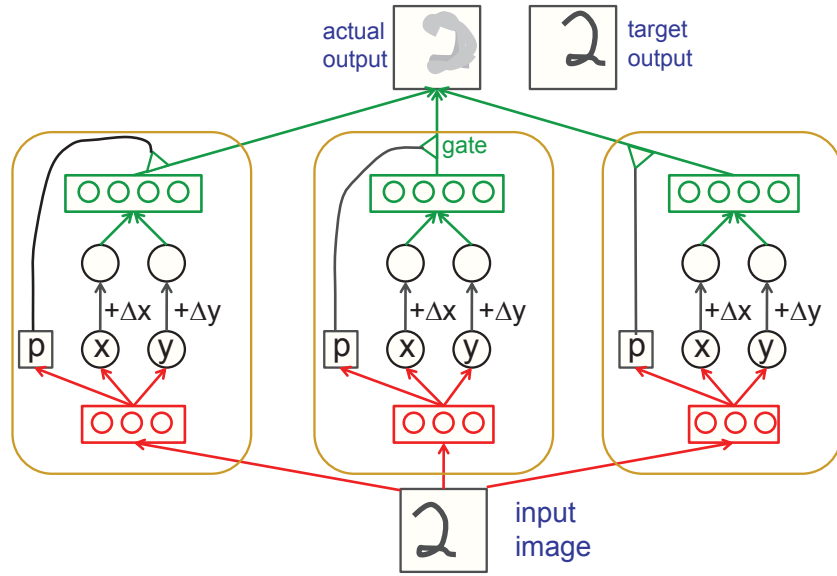 actual
output
target
output
gate
+Δx +Δy
+Δx +Δy
+Δx +Δy
p x y
p x y
p x y
input
image